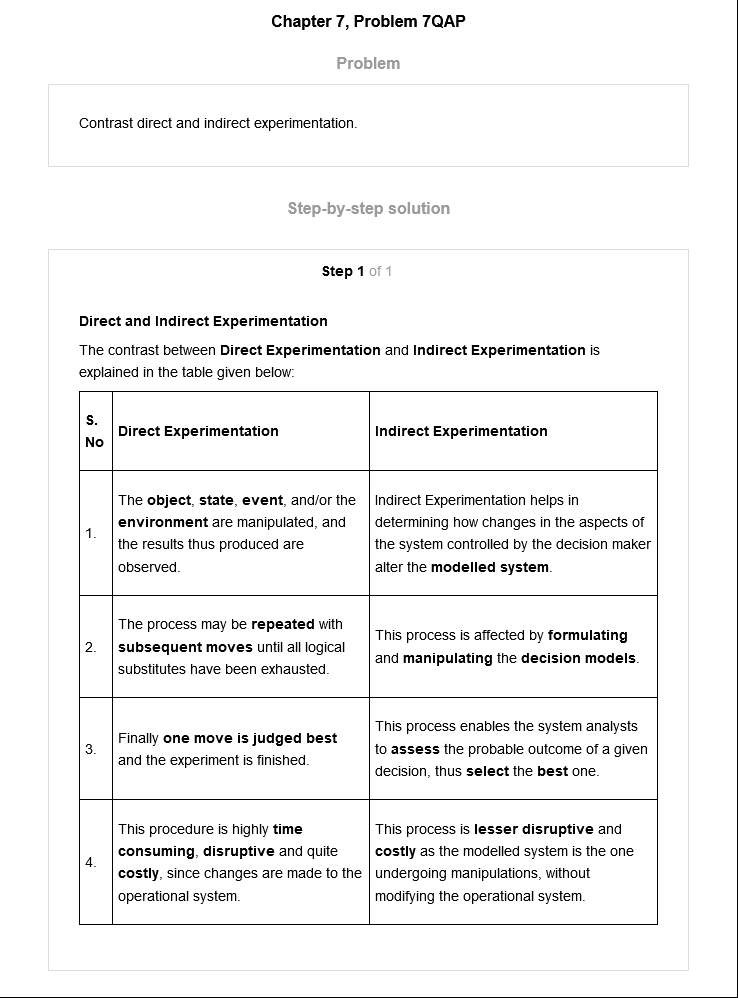 Chapter 7, Problem 7QAP
Problem
Contrast direct and indirect experimentation.
Step-by-step solution
Step 1 of 1
Direct and Indirect Experimentation
The contrast between Direct Experimentation and Indirect Experimentation is
explained in the table given below:
S.
No
Direct Experimentation
Indirect Experimentation
1.
The object, state, event, and/or the
environment are manipulated, and
the results thus produced are
observed.
Indirect Experimentation helps in
determining how changes in the aspects of
the system controlled by the decision maker
alter the modelled system.
2.
The process may be repeated with
subsequent moves until all logical
substitutes have been exhausted.
This process is affected by formulating
and manipulating the decision models.
3.
Finally one move is judged best
and the experiment is finished.
This process enables the system analysts
to assess the probable outcome of a given
decision, thus select the best one.
4.
This procedure is highly time
consuming, disruptive and quite
costly, since changes are made to the
operational system.
This process is lesser disruptive and
costly as the modelled system is the one
undergoing manipulations, without
modifying the operational system.